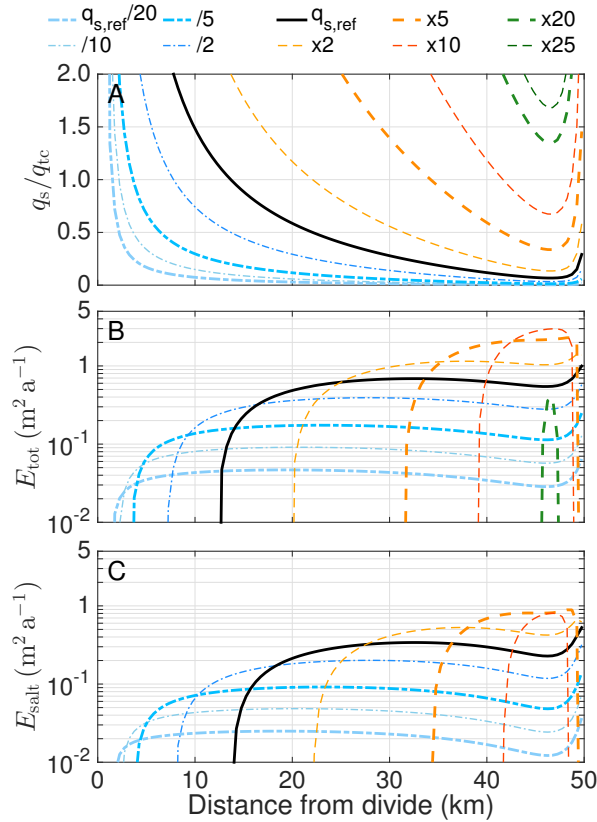 q_s,ref/20 /5 q_s,ref x5 x20
/10 /2 x2 x10 x25
A
2.0
1.5
1.0
0.5
0
q_s/q_tc
B
5
1
10^-1
10^-2
E_tot (m^2 a^-1)
C
5
1
10^-1
10^-2
E_salt (m^2 a^-1)
0 10 20 30 40 50
Distance from divide (km)